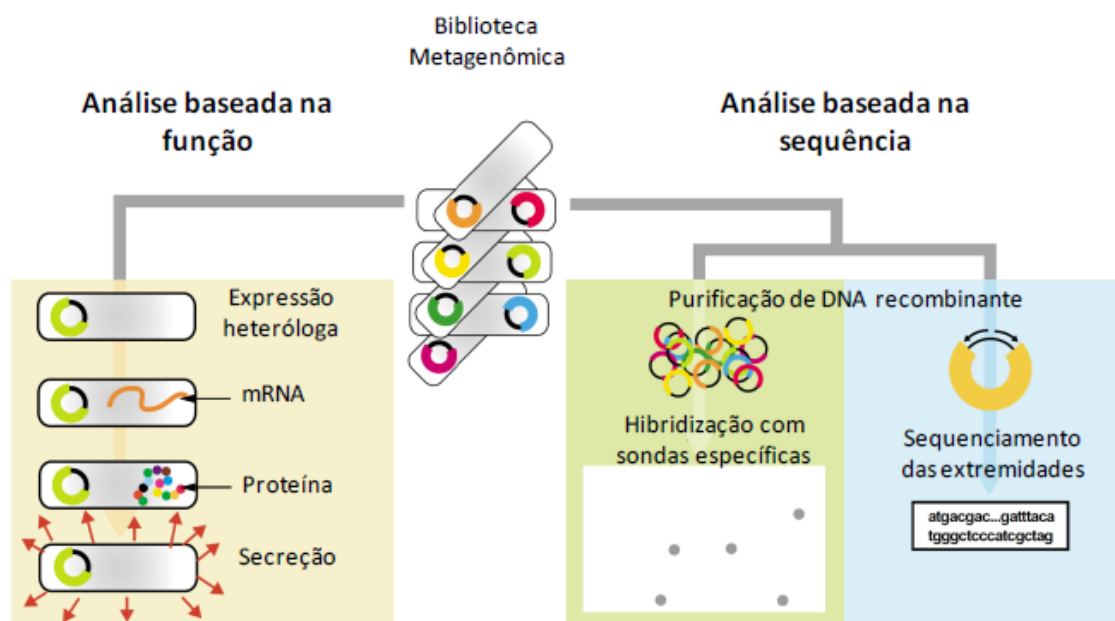 Biblioteca
Metagenômica
Análise baseada na
função
Análise baseada na
sequência
Expressão
heteróloga
mRNA
Proteína
Secreção
Purificação de DNA recombinante
Hibridização com
sondas específicas
Sequenciamento
das extremidades
atgacgac...gatttaca
tgggctcccatcgctag